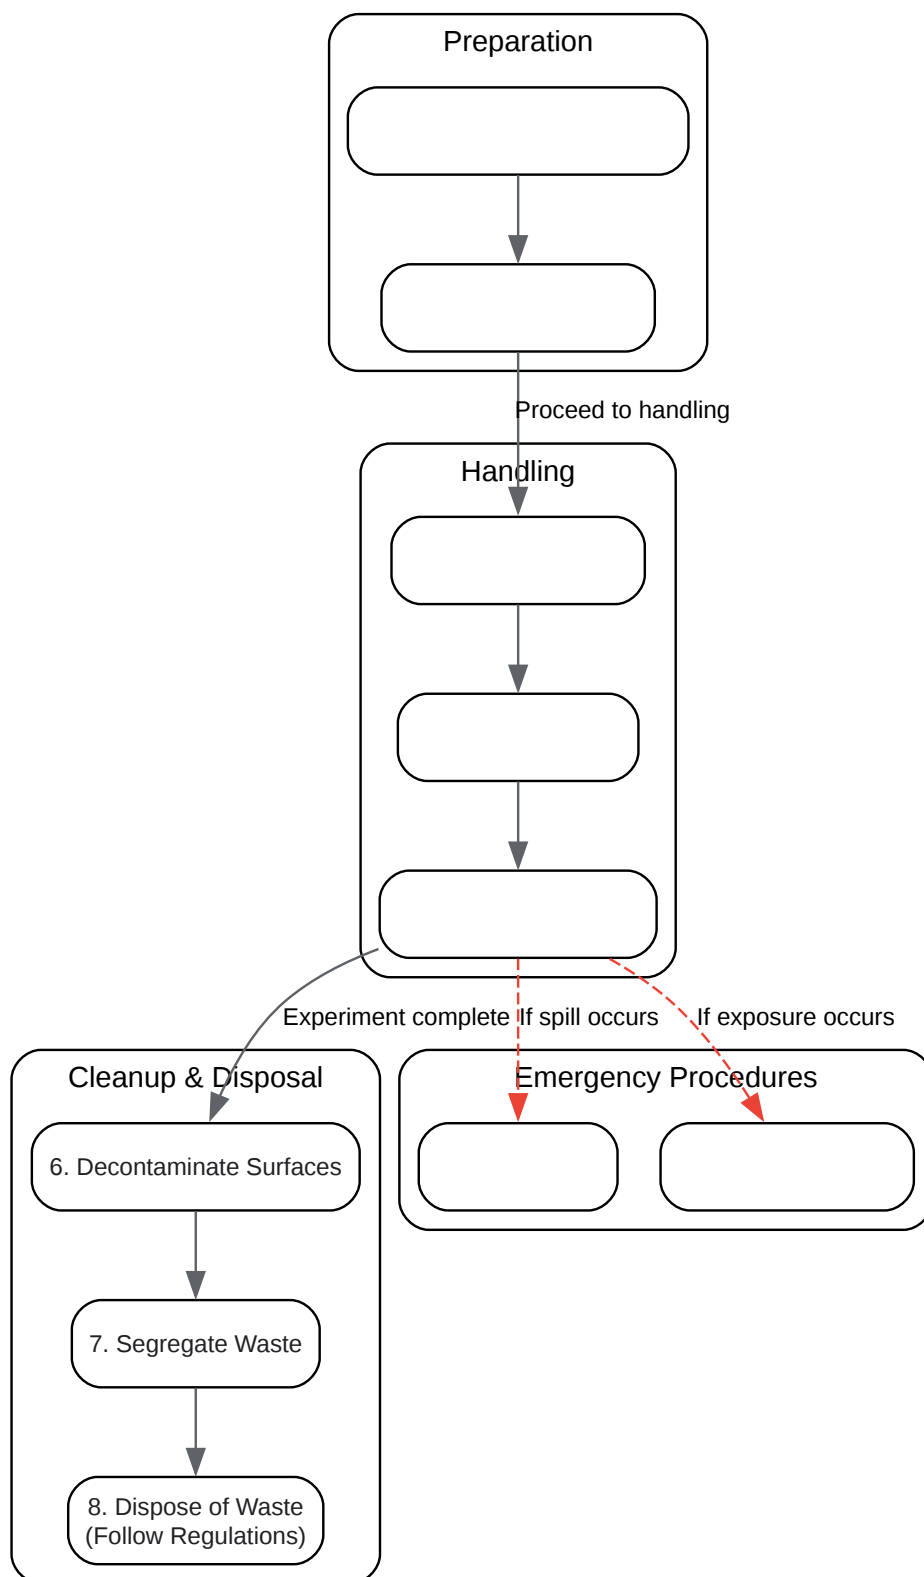 Preparation
Proceed to handling
Handling
Experiment complete
If spill occurs
If exposure occurs
Cleanup & Disposal
Emergency Procedures
6. Decontaminate Surfaces
7. Segregate Waste
8. Dispose of Waste
(Follow Regulations)